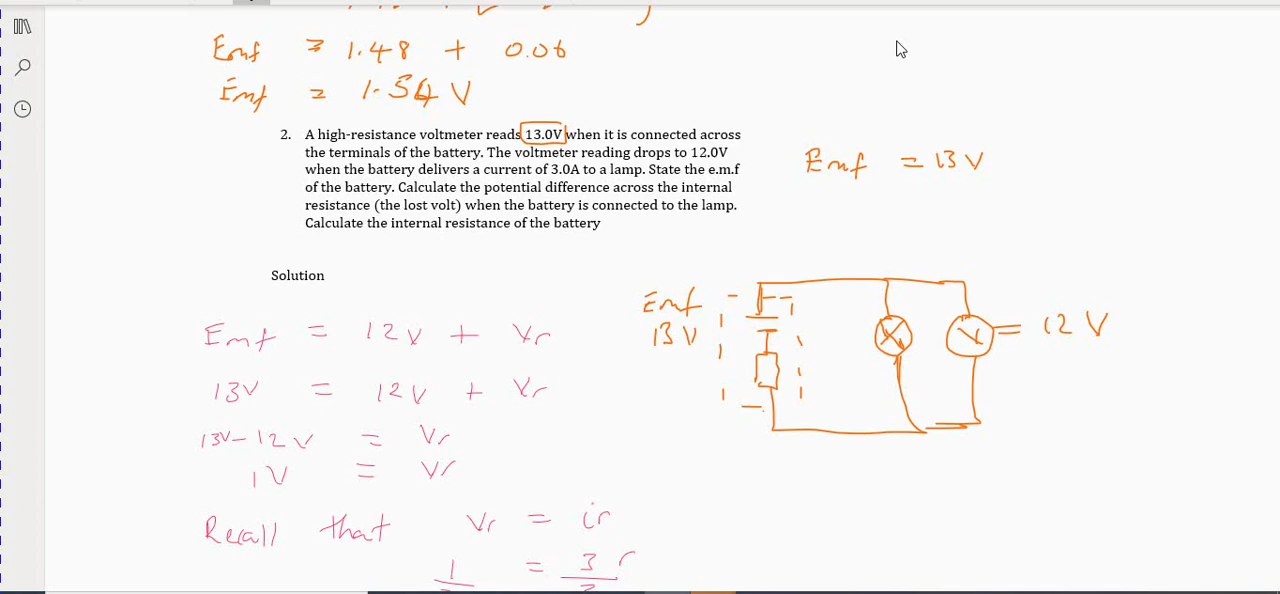 Emf = 1.48 + 0.06
Emf = 1.54 V
2. A high-resistance voltmeter reads 13.0V when it is connected across
the terminals of the battery. The voltmeter reading drops to 12.0V
when the battery delivers a current of 3.0A to a lamp. State the e.m.f
of the battery. Calculate the potential difference across the internal
resistance (the lost volt) when the battery is connected to the lamp.
Calculate the internal resistance of the battery
Emf = 13 V
Solution
Emf
13 V
V = 12 V
Emf = 12V + Vr
13V = 12V + Vr
13V - 12V = Vr
1V = Vr
Recall that Vr = ir
1 = 3 r